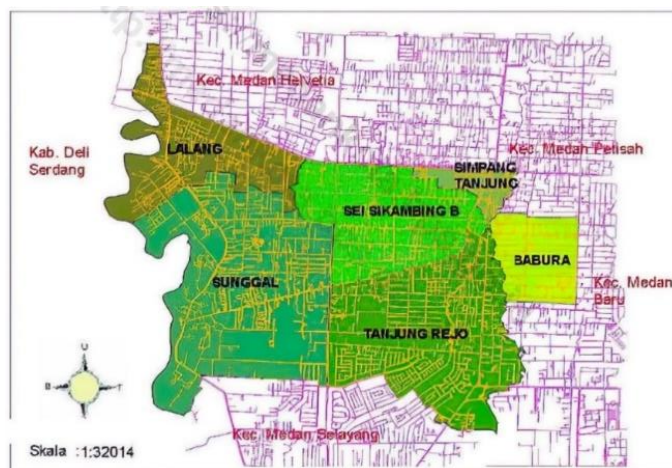 Kec. Medan Helvetia
Kab. Deli
Serdang
LALANG
Kec. Medan Petisah
SIMPANG
TANJUNG
SEI SIKAMBING B
BABURA
SUNGGAL
Kec. Medan
Baru
TANJUNG REJO
U
B
T
Kec. Medan Selayang
Skala :1:32014